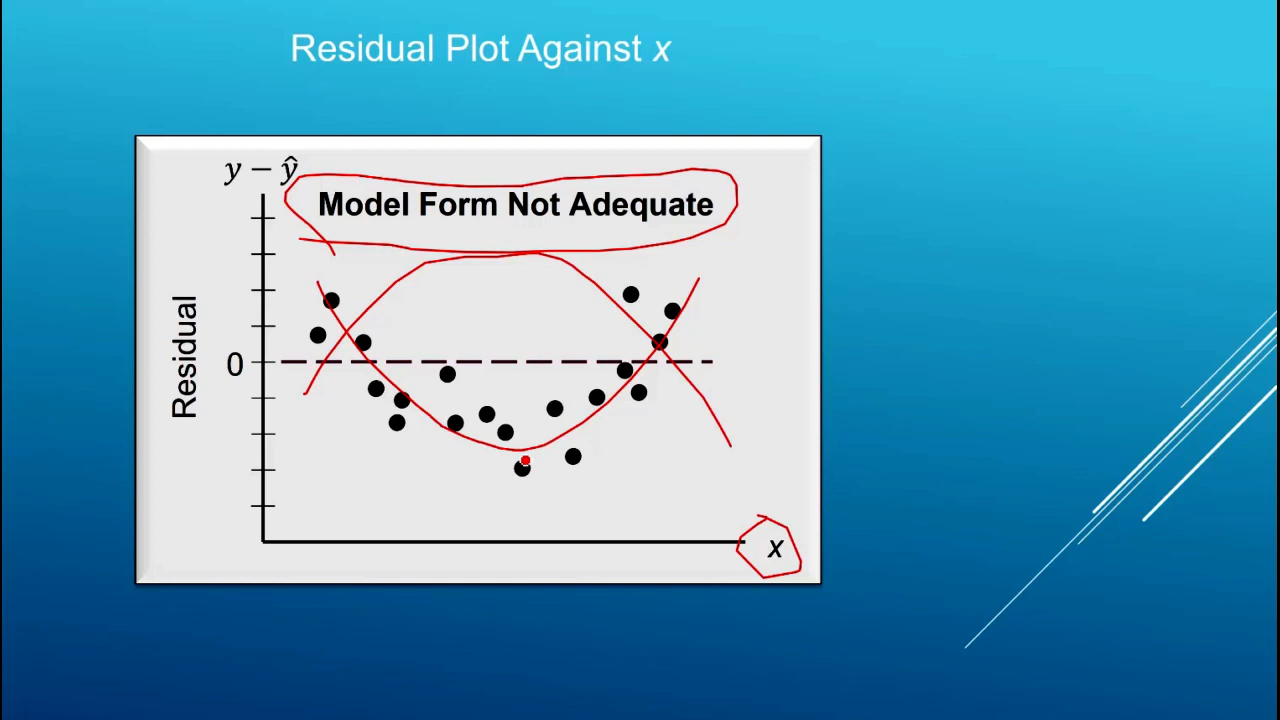 Residual Plot Against x
y − ŷ
Model Form Not Adequate
Residual
0
x